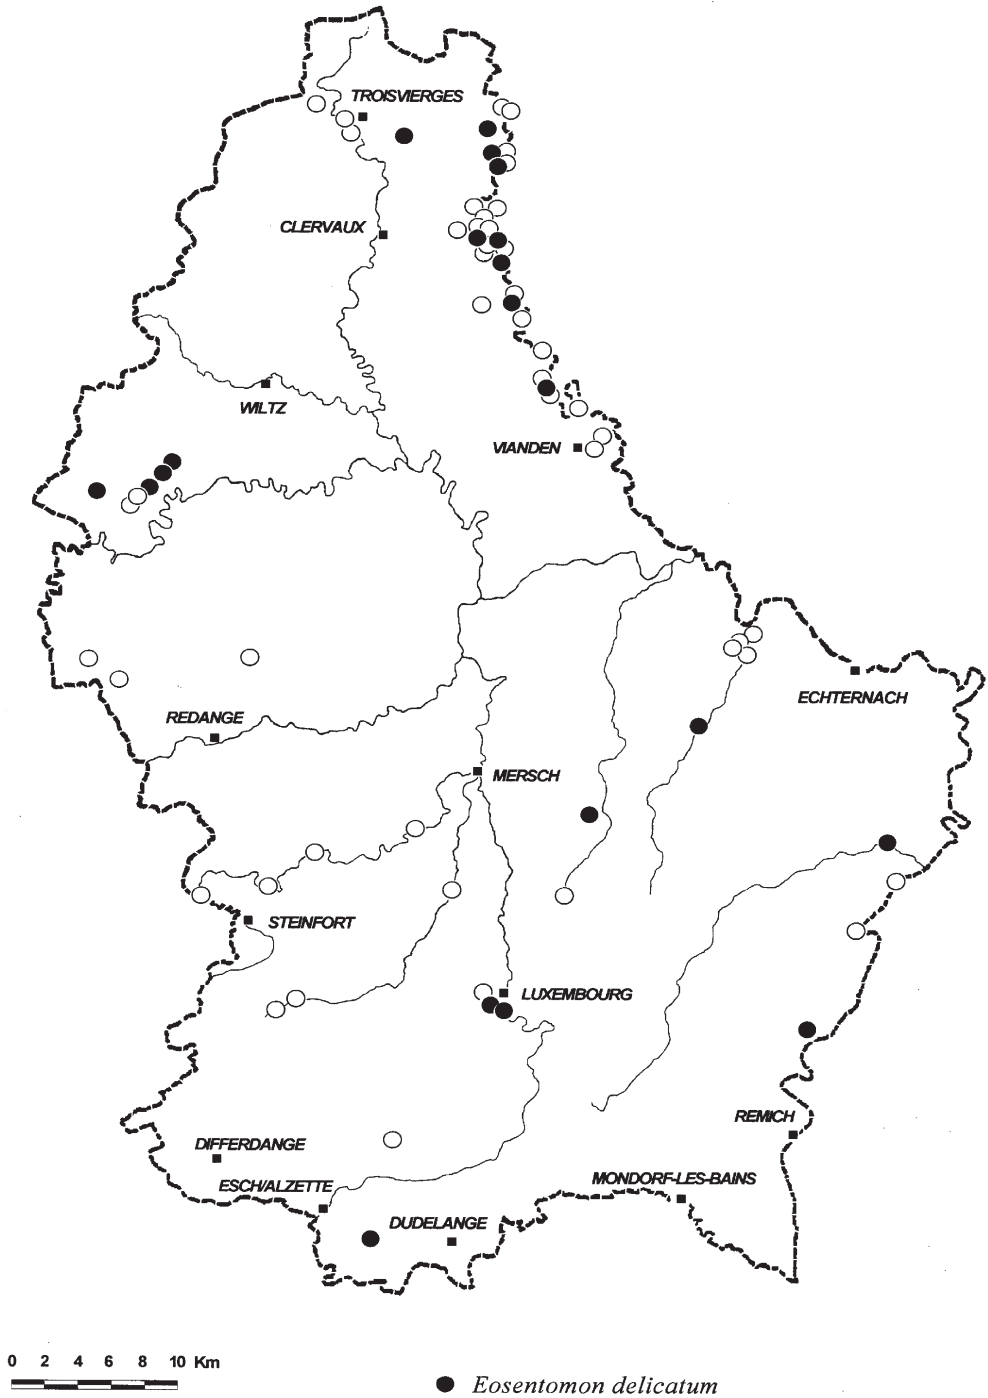 TROISVIERGES
CLERVAUX
WILTZ
VIANDEN
ECHTERNACH
REDANGE
MERSCH
STEINFORT
LUXEMBOURG
REMICH
DIFFERDANGE
MONDORF-LES-BAINS
ESCH/ALZETTE
DUDELANGE
0 2 4 6 8 10 Km
Eosentomon delicatum